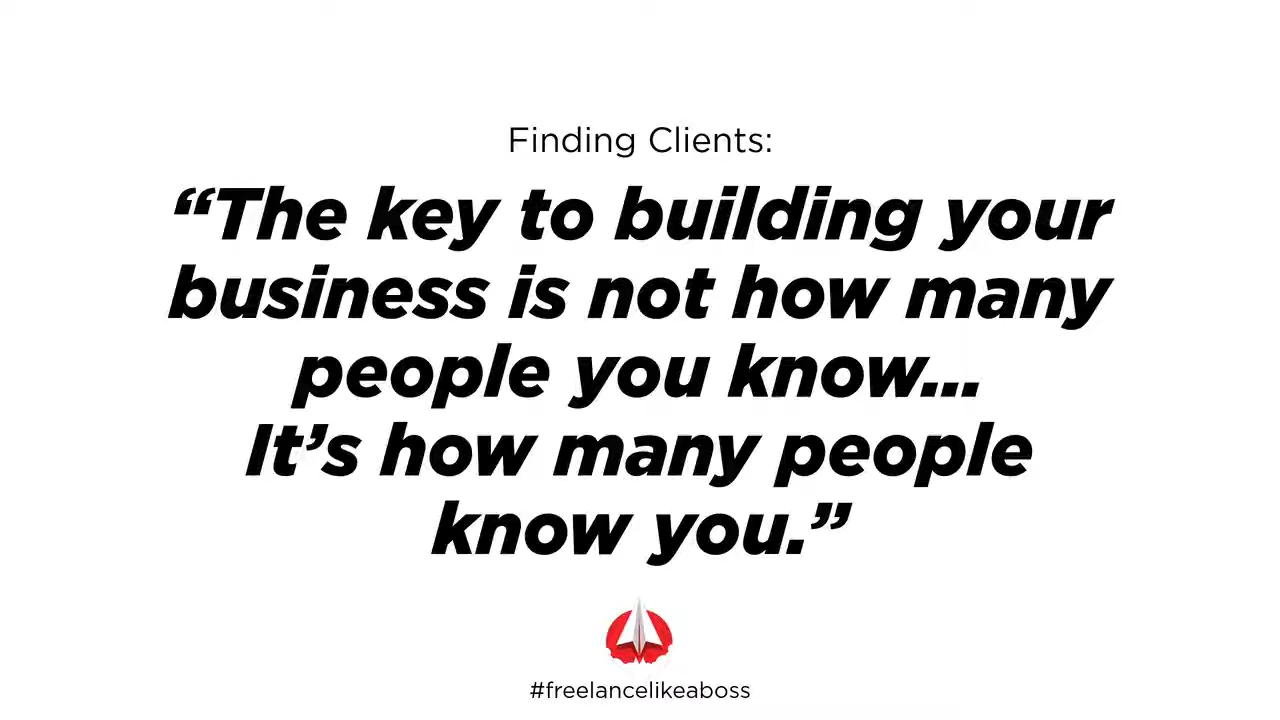 Finding Clients:
“The key to building your
business is not how many
people you know...
It’s how many people
know you.”
#freelancelikeaboss